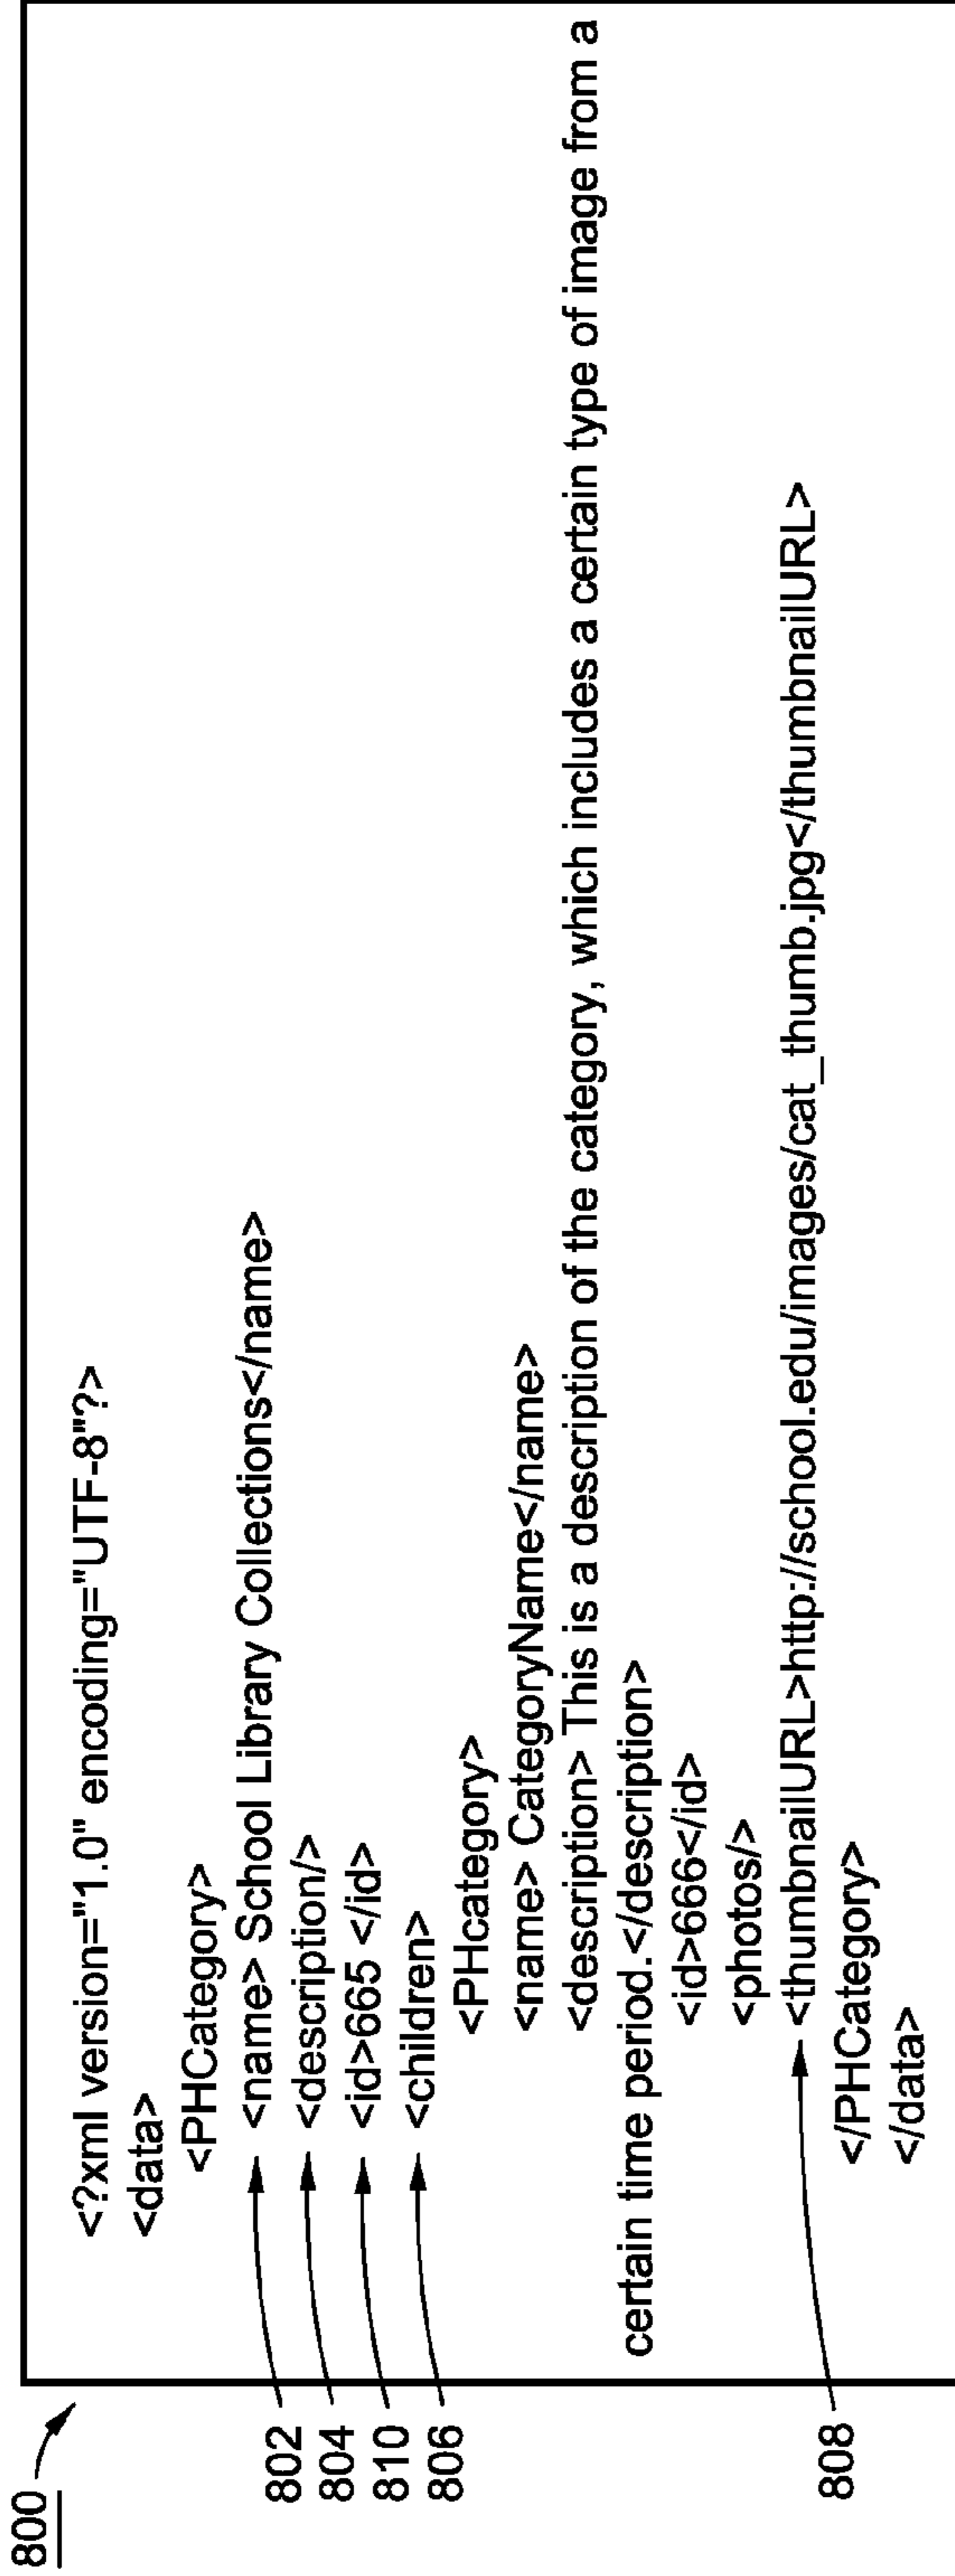 800
<?xml version="1.0" encoding="UTF-8"?>
<data>
<PHCategory>
802 <name> School Library Collections</name>
804 <description/>
810 <id>665 </id>
806 <children>
<PHcategory>
<name> CategoryName</name>
<description> This is a description of the category, which includes a certain type of image from a
certain time period.</description>
<id>666</id>
<photos/>
808 <thumbnailURL>http://school.edu/images/cat_thumb.jpg</thumbnailURL>
</PHCategory>
</data>